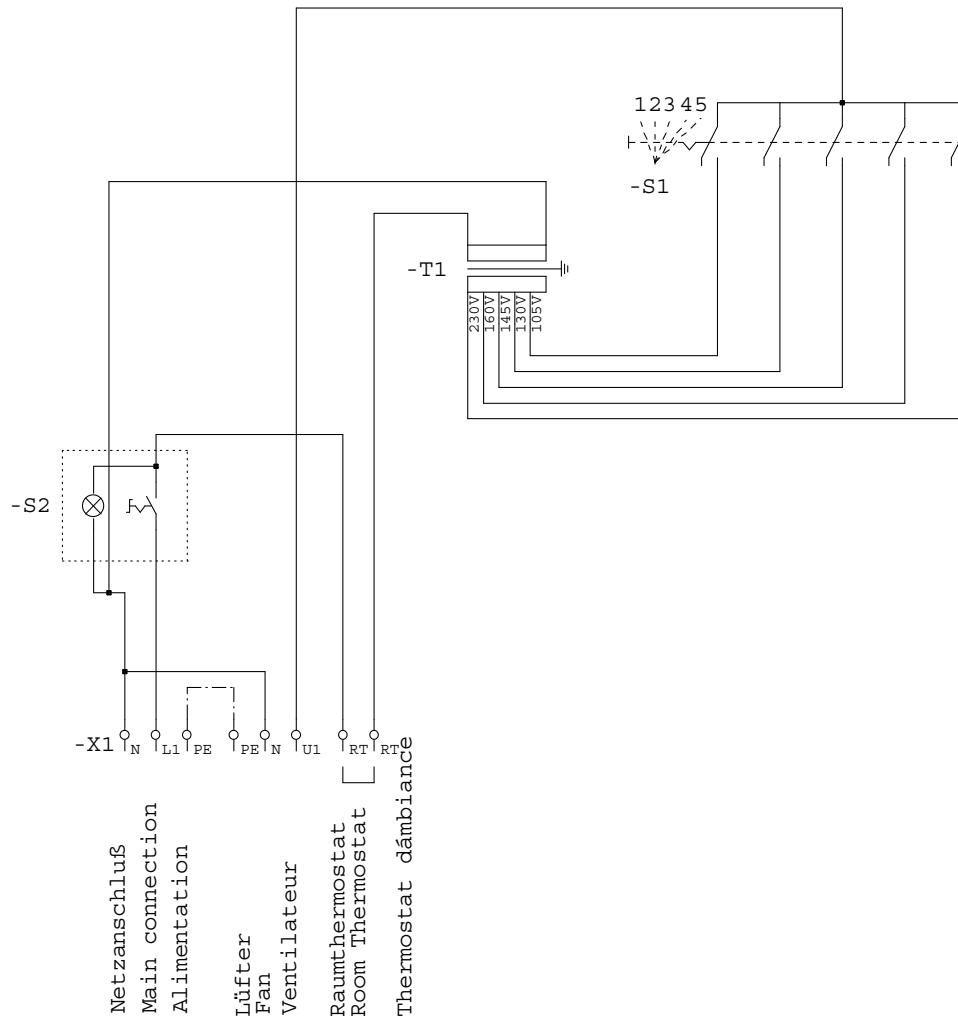 12345
-S1
-T1
230V
160V
145V
130V
105V
-S2
-X1
N
L1
PE
PE
N
U1
RT
RT
Netzanschluß
Main connection
Alimentation
Lüfter
Fan
Ventilateur
Raumthermostat
Room Thermostat
Thermostat dámbiance